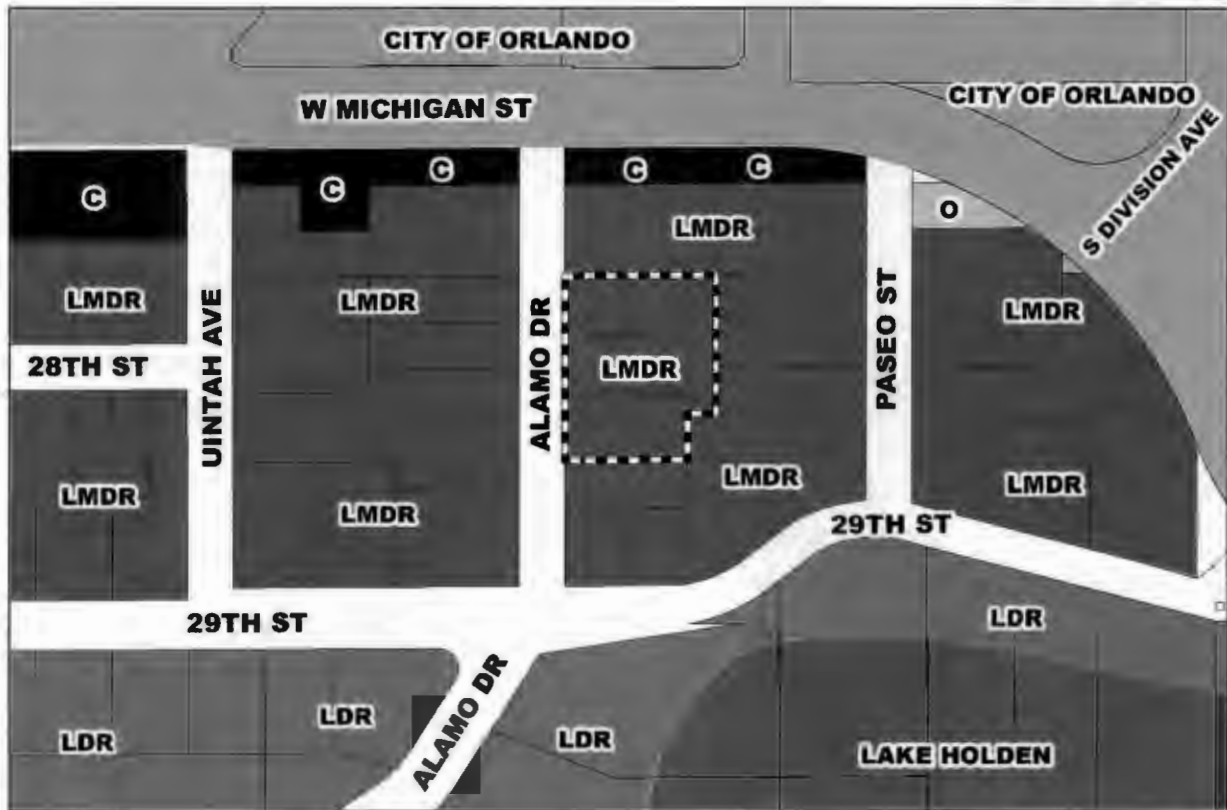 CITY OF ORLANDO
CITY OF ORLANDO
W MICHIGAN ST
S DIVISION AVE
C
C
C
C
C
O
LMDR
LMDR
LMDR
LMDR
28TH ST
UINTAH AVE
ALAMO DR
LMDR
PASEO ST
LMDR
LMDR
LMDR
LMDR
29TH ST
29TH ST
LDR
ALAMO DR
LDR
LDR
LDR
LAKE HOLDEN